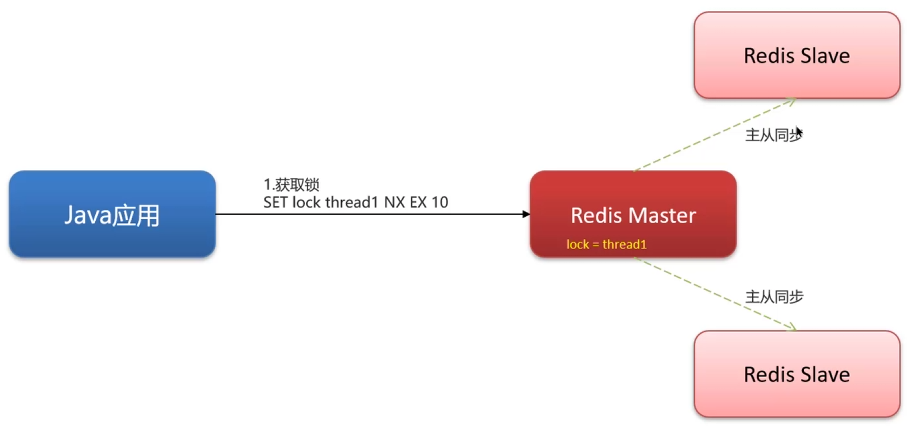 Redis Slave
主从同步
1.获取锁
SET lock thread1 NX EX 10
Java应用
Redis Master
lock = thread1
主从同步
Redis Slave